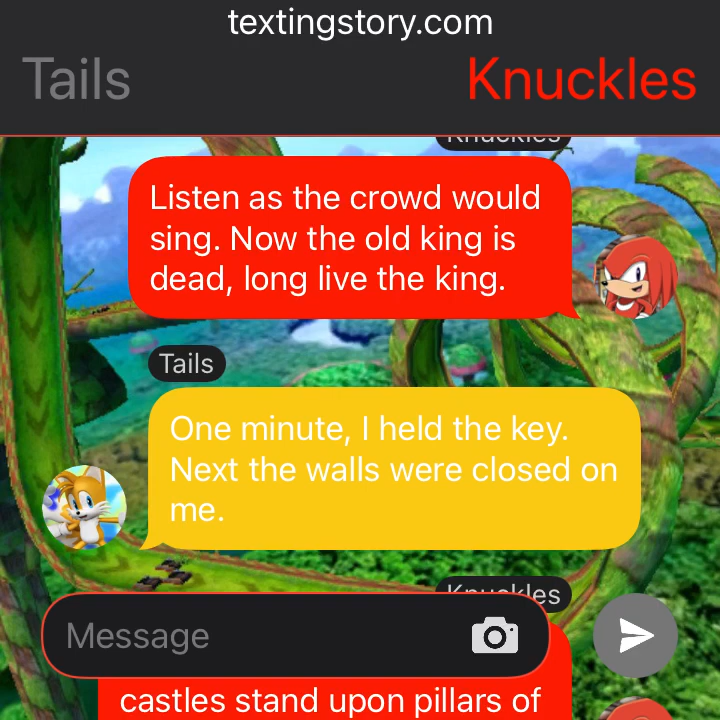 textingstory.com
Tails
Knuckles
Knuckles
Listen as the crowd would
sing. Now the old king is
dead, long live the king.
Tails
One minute, I held the key.
Next the walls were closed on
me.
Knuckles
Message
castles stand upon pillars of